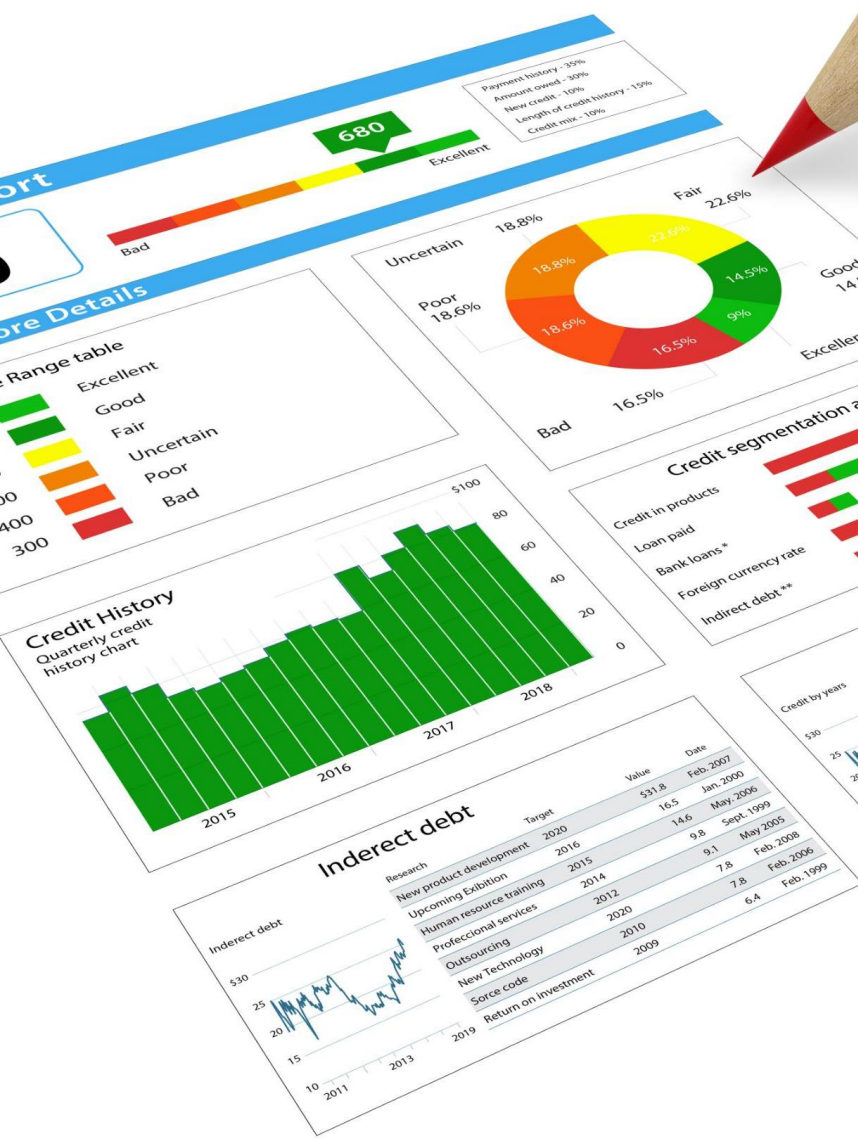 680
Bad
Excellent
Payment history - 35%
Amount owed - 30%
New credit - 10%
Length of credit history - 15%
Credit mix - 10%
Details
Range table
Excellent
Good
Fair
Uncertain
Poor
Bad
400
300
Uncertain
18.8%
Fair
22.6%
Poor
18.6%
Good
Bad
16.5%
18.8%
22.6%
14.5%
9%
16.5%
18.6%
Credit History
Quarterly credit
history chart
$100
80
60
40
20
0
2015
2016
2017
2018
Credit segmentation
Credit in products
Loan paid
Bank loans *
Foreign currency rate
Indirect debt **
Credit by years
$30
25
Inderect debt
Inderect debt
$30
25
20
15
10
2011
2013
2019
Research Target Value Date
New product development 2020 $31.8 Feb. 2007
Upcoming Exibition 2016 16.5 Jan. 2000
Human resource training 2015 14.6 May. 2006
Profeccional services 2014 9.8 Sept. 1999
Outsourcing 2012 9.1 May 2005
New Technology 2020 7.8 Feb. 2008
Sorce code 2010 7.8 Feb. 2006
Return on investment 2009 6.4 Feb. 1999